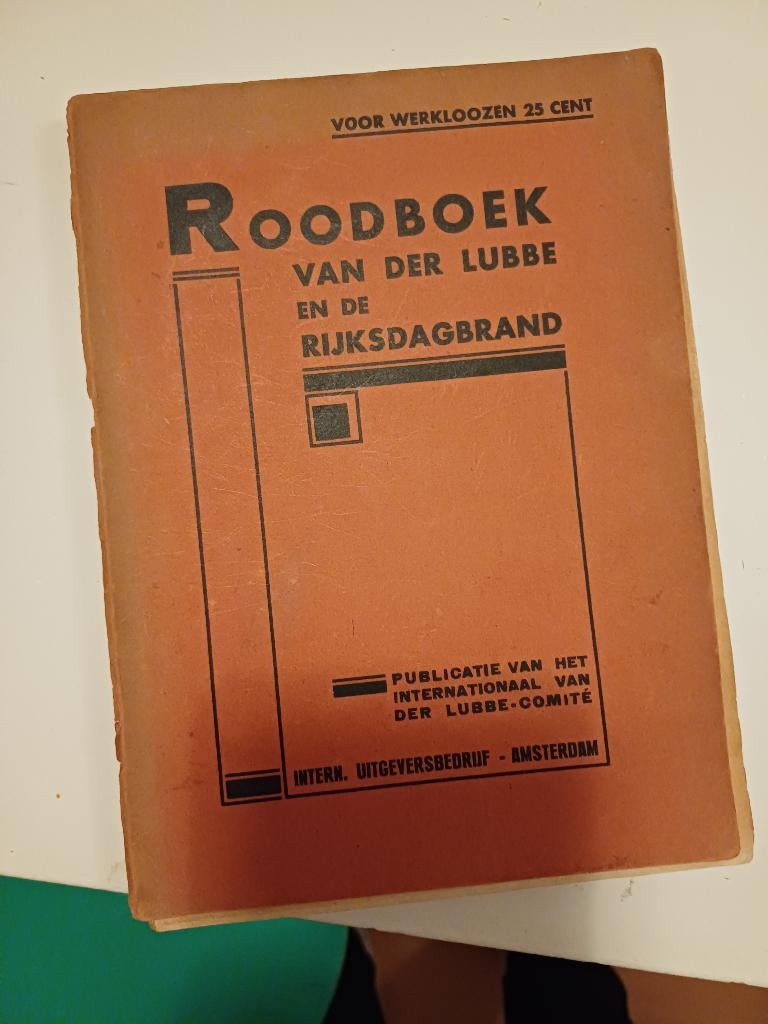 VOOR WERKLOOZEN 25 CENT
ROODBOEK
VAN DER LUBBE
EN DE
RIJKSDAGBRAND
PUBLICATIE VAN HET
INTERNATIONAAL VAN
DER LUBBE-COMITÉ
INTERN. UITGEVERSBEDRIJF - AMSTERDAM